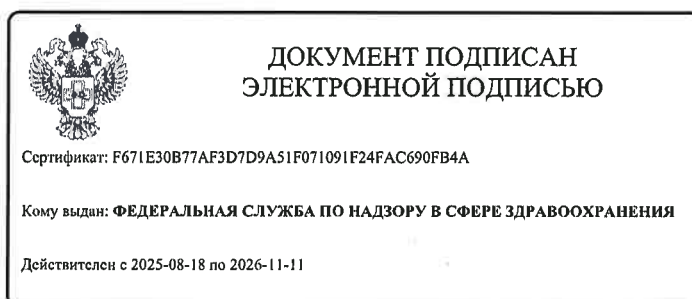 ДОКУМЕНТ ПОДПИСАН
ЭЛЕКТРОННОЙ ПОДПИСЬЮ
Сертификат: F671E30B77AF3D7D9A51F071091F24FAC690FB4A
Кому выдан: ФЕДЕРАЛЬНАЯ СЛУЖБА ПО НАДЗОРУ В СФЕРЕ ЗДРАВООХРАНЕНИЯ
Действителен с 2025-08-18 по 2026-11-11